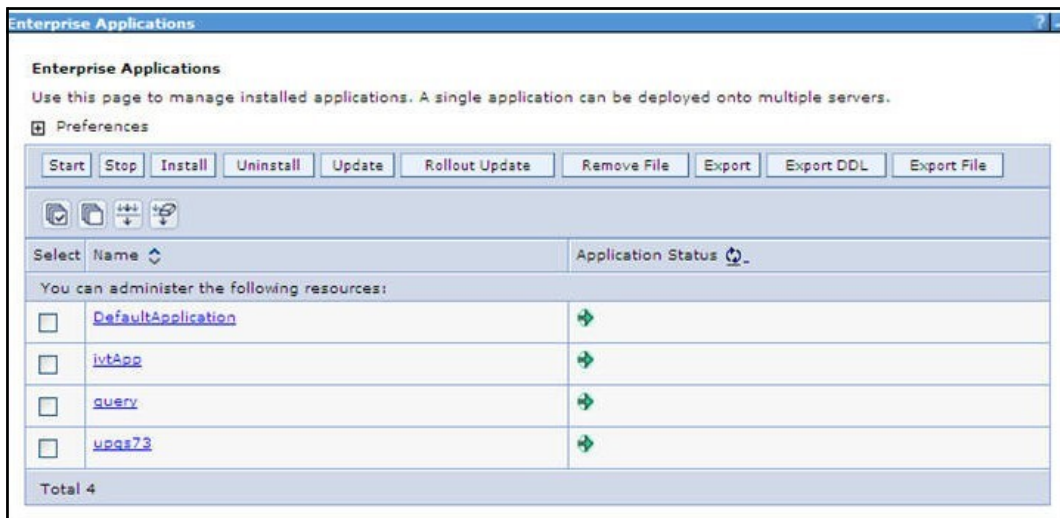 Enterprise Applications
?
Enterprise Applications
Use this page to manage installed applications. A single application can be deployed onto multiple servers.
Preferences
Start Stop Install Uninstall Update Rollout Update Remove File Export Export DDL Export File
Select Name Application Status
You can administer the following resources:
DefaultApplication
ivtApp
query
upqs73
Total 4